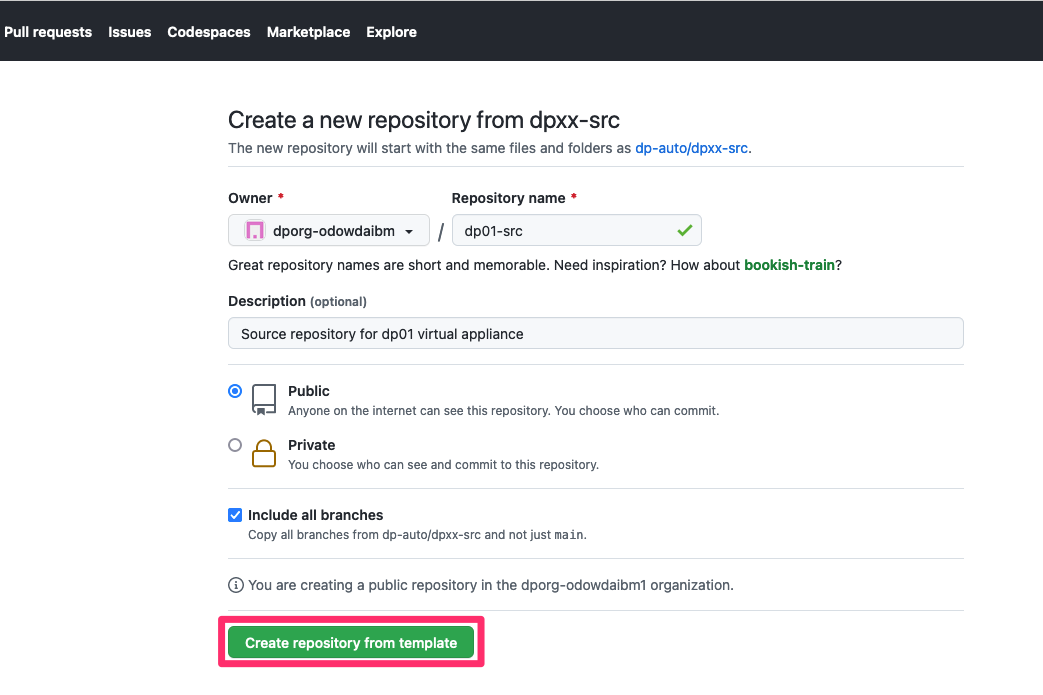 Pull requests Issues Codespaces Marketplace Explore
Create a new repository from dpxx-src
The new repository will start with the same files and folders as dp-auto/dpxx-src.
Owner * Repository name *
dporg-odowdaibm / dp01-src
Great repository names are short and memorable. Need inspiration? How about bookish-train?
Description (optional)
Source repository for dp01 virtual appliance
Public
Anyone on the internet can see this repository. You choose who can commit.
Private
You choose who can see and commit to this repository.
Include all branches
Copy all branches from dp-auto/dpxx-src and not just main.
You are creating a public repository in the dporg-odowdaibm1 organization.
Create repository from template